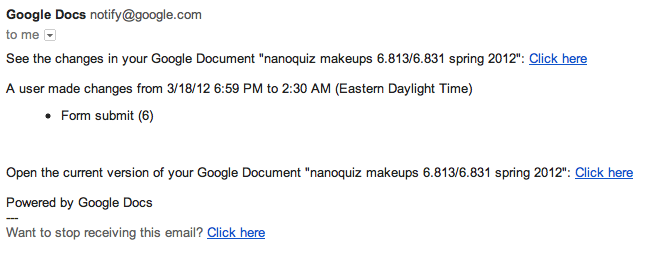 Google Docs notify@google.com
to me
See the changes in your Google Document "nanoquiz makeups 6.813/6.831 spring 2012": Click here
A user made changes from 3/18/12 6:59 PM to 2:30 AM (Eastern Daylight Time)
• Form submit (6)
Open the current version of your Google Document "nanoquiz makeups 6.813/6.831 spring 2012": Click here
Powered by Google Docs
---
Want to stop receiving this email? Click here